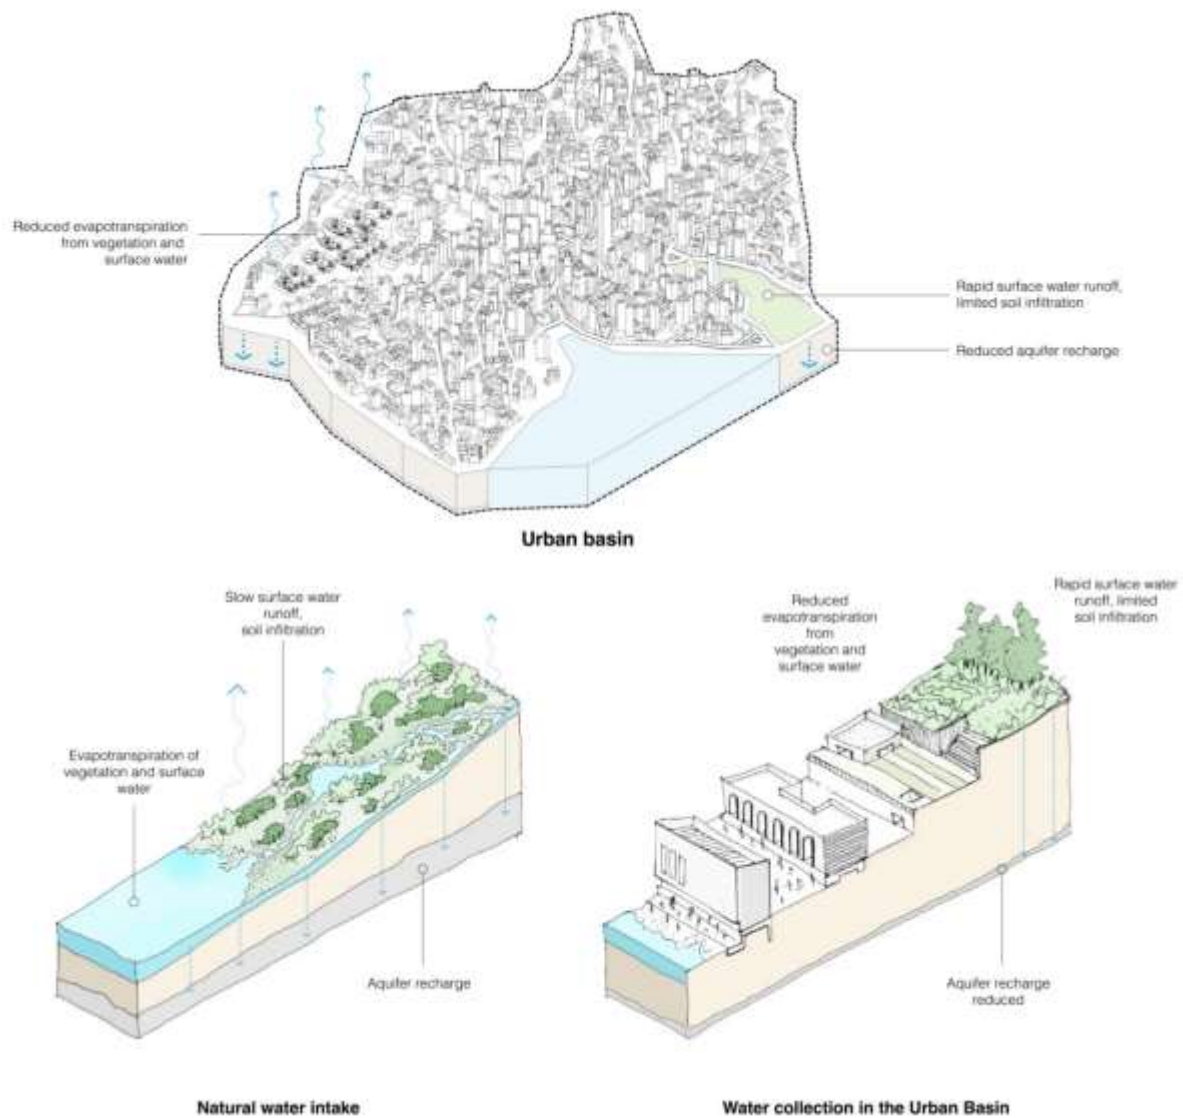 Reduced evapotranspiration
from vegetation and
surface water
Rapid surface water runoff,
limited soil infiltration
Reduced aquifer recharge
Urban basin
Slow surface water
runoff,
soil infiltration
Evapotranspiration of
vegetation and surface
water
Aquifer recharge
Natural water intake
Reduced
evapotranspiration
from
vegetation and
surface water
Rapid surface water
runoff, limited
soil infiltration
Aquifer recharge
reduced
Water collection in the Urban Basin